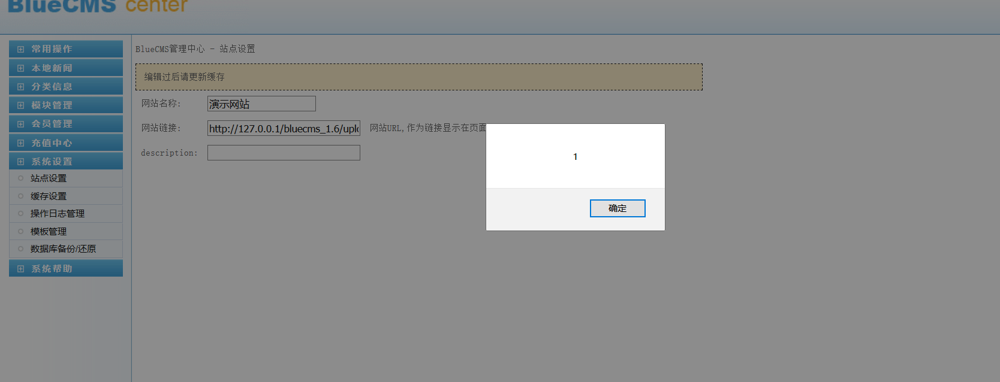 BlueCMS center
常用操作
本地新闻
分类信息
模块管理
会员管理
充值中心
系统设置
站点设置
缓存设置
操作日志管理
模板管理
数据库备份/还原
系统帮助
BlueCMS管理中心 - 站点设置
编辑过后请更新缓存
网站名称: 演示网站
网站链接: http://127.0.0.1/bluecms_1.6/uplo 网站URL,作为链接显示在页面
description:
1
确定